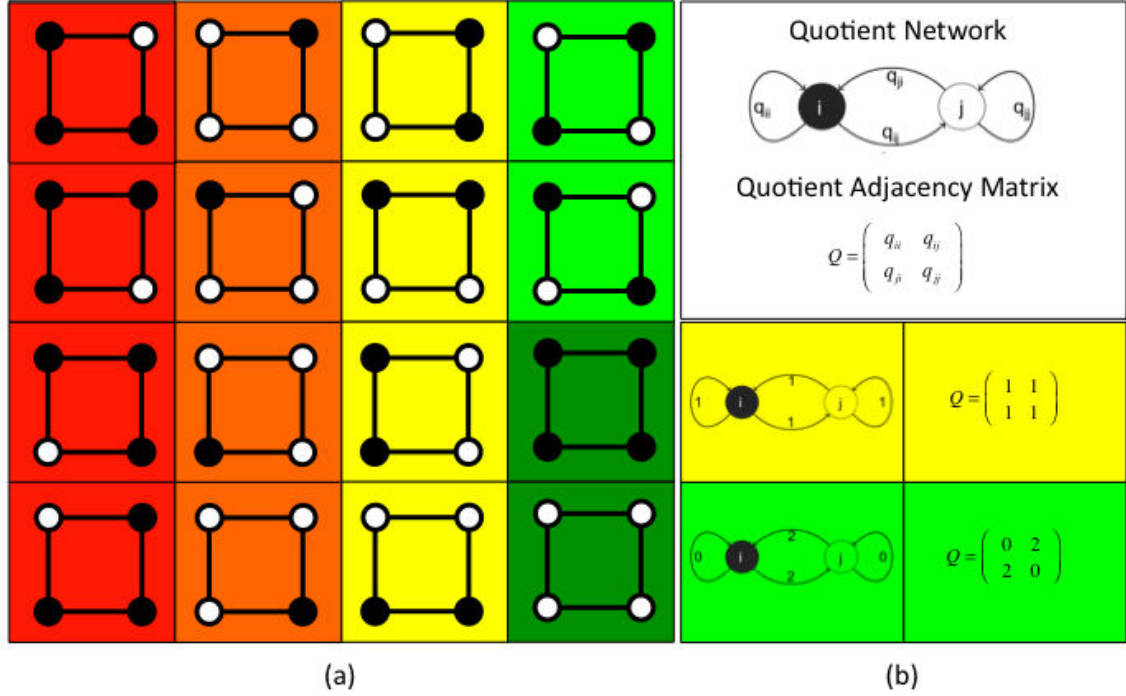 Quotient Network
q_ji
q_ii i j q_jj
q_ij
Quotient Adjacency Matrix
Q = ( q_ii q_ij
q_ji q_jj )
1
1 i j 1
1
Q = ( 1 1
1 1 )
2
0 i j 0
2
Q = ( 0 2
2 0 )
(a) (b)